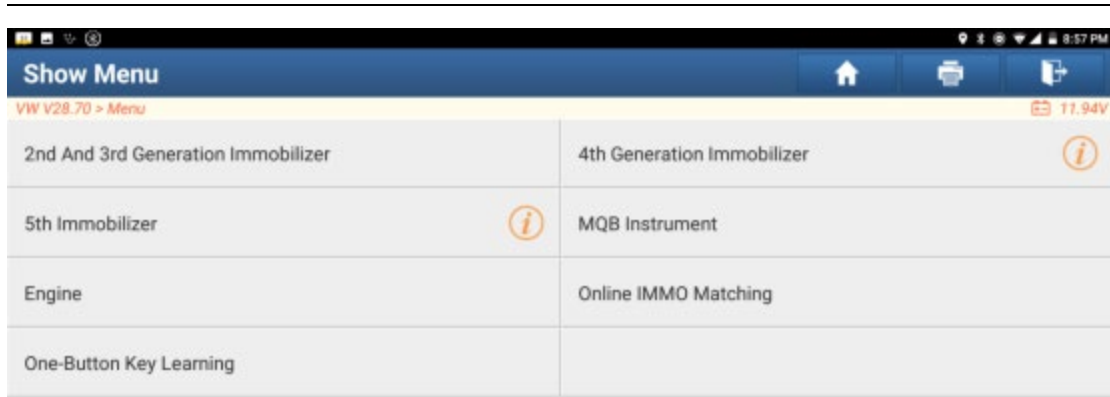 8:57 PM
Show Menu
VW V28.70 > Menu
11.94V
2nd And 3rd Generation Immobilizer
4th Generation Immobilizer
5th Immobilizer
MQB Instrument
Engine
Online IMMO Matching
One-Button Key Learning